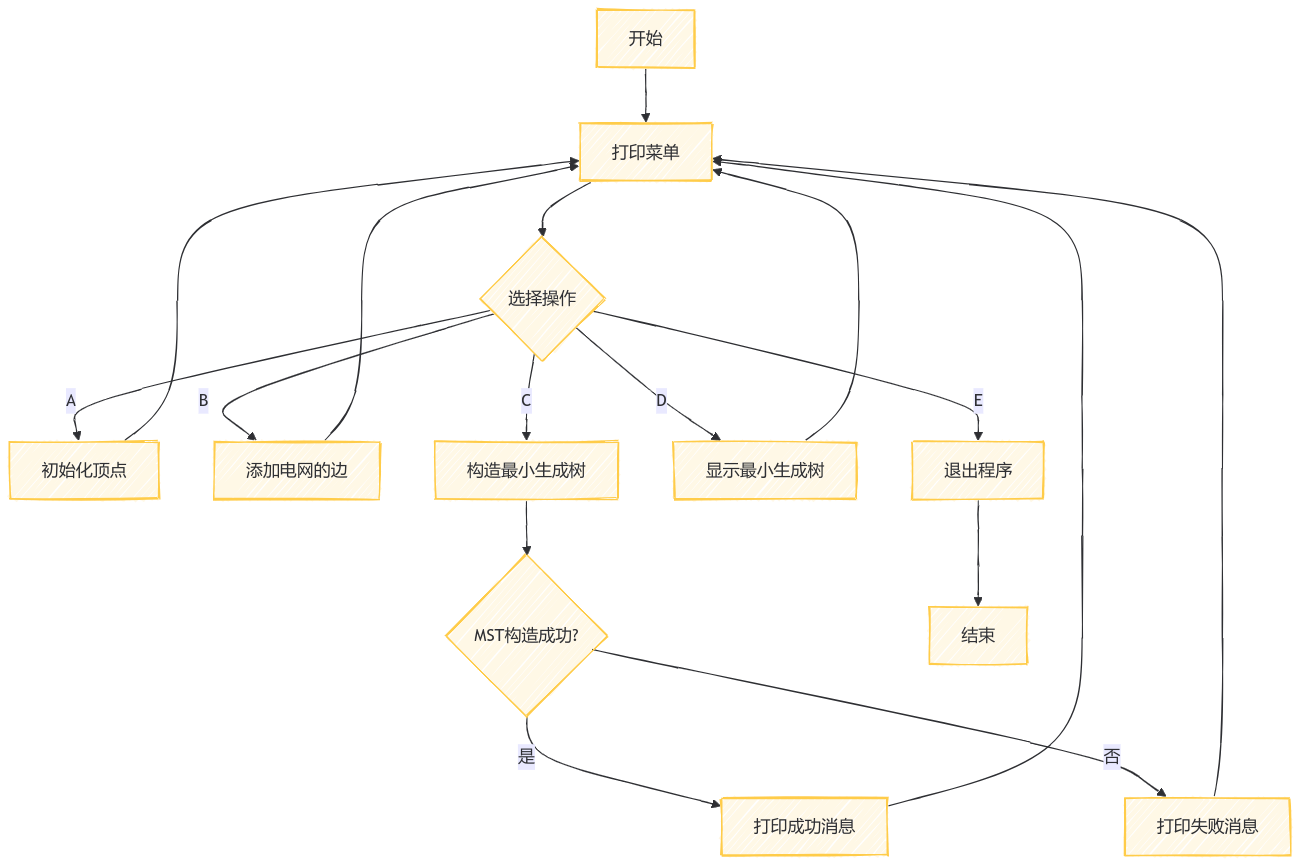 开始
打印菜单
选择操作
A
B
C
D
E
初始化顶点
添加电网的边
构造最小生成树
显示最小生成树
退出程序
MST构造成功?
结束
是
否
打印成功消息
打印失败消息